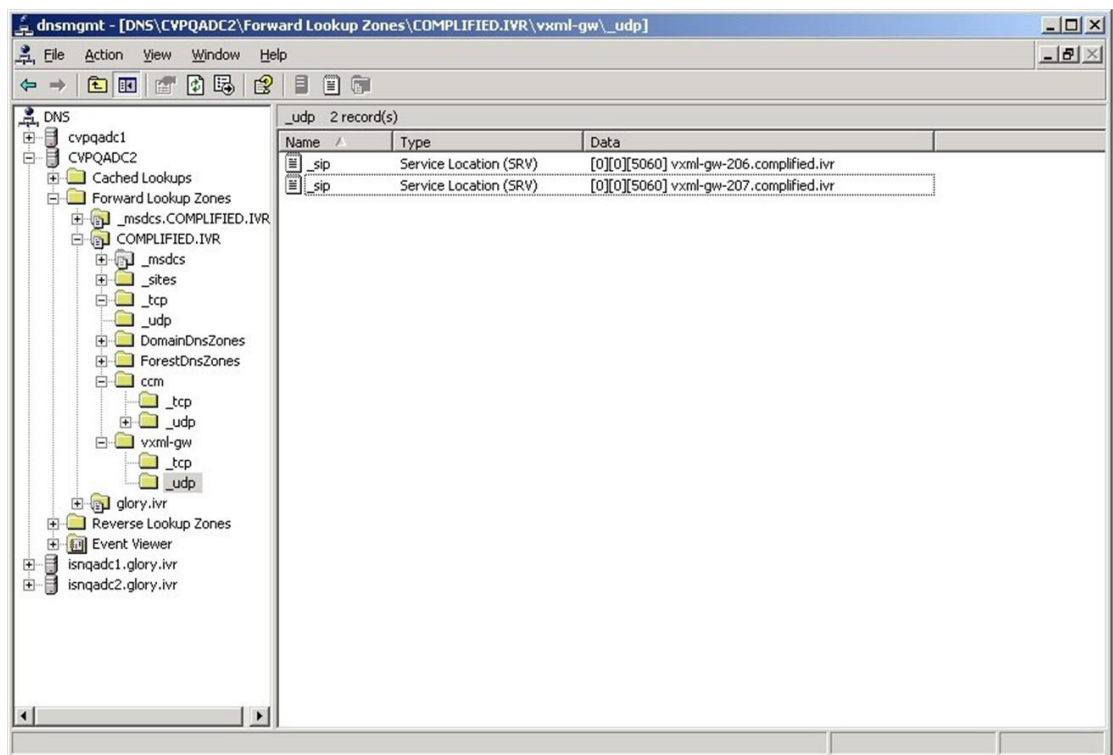 dnsmgmt - [DNS\CVPQADC2\Forward Lookup Zones\COMPLIFIED.IVR\vxml-gw\_udp]
File Action View Window Help
DNS
cvpqadc1
CVPQADC2
Cached Lookups
Forward Lookup Zones
_msdcs.COMPLIFIED.IVR
COMPLIFIED.IVR
_msdcs
_sites
_tcp
_udp
DomainDnsZones
ForestDnsZones
ccm
_tcp
_udp
vxml-gw
_tcp
_udp
glory.ivr
Reverse Lookup Zones
Event Viewer
isnqadc1.glory.ivr
isnqadc2.glory.ivr
_udp 2 record(s)
Name Type Data
_sip Service Location (SRV) [0][0][5060] vxml-gw-206.complified.ivr
_sip Service Location (SRV) [0][0][5060] vxml-gw-207.complified.ivr